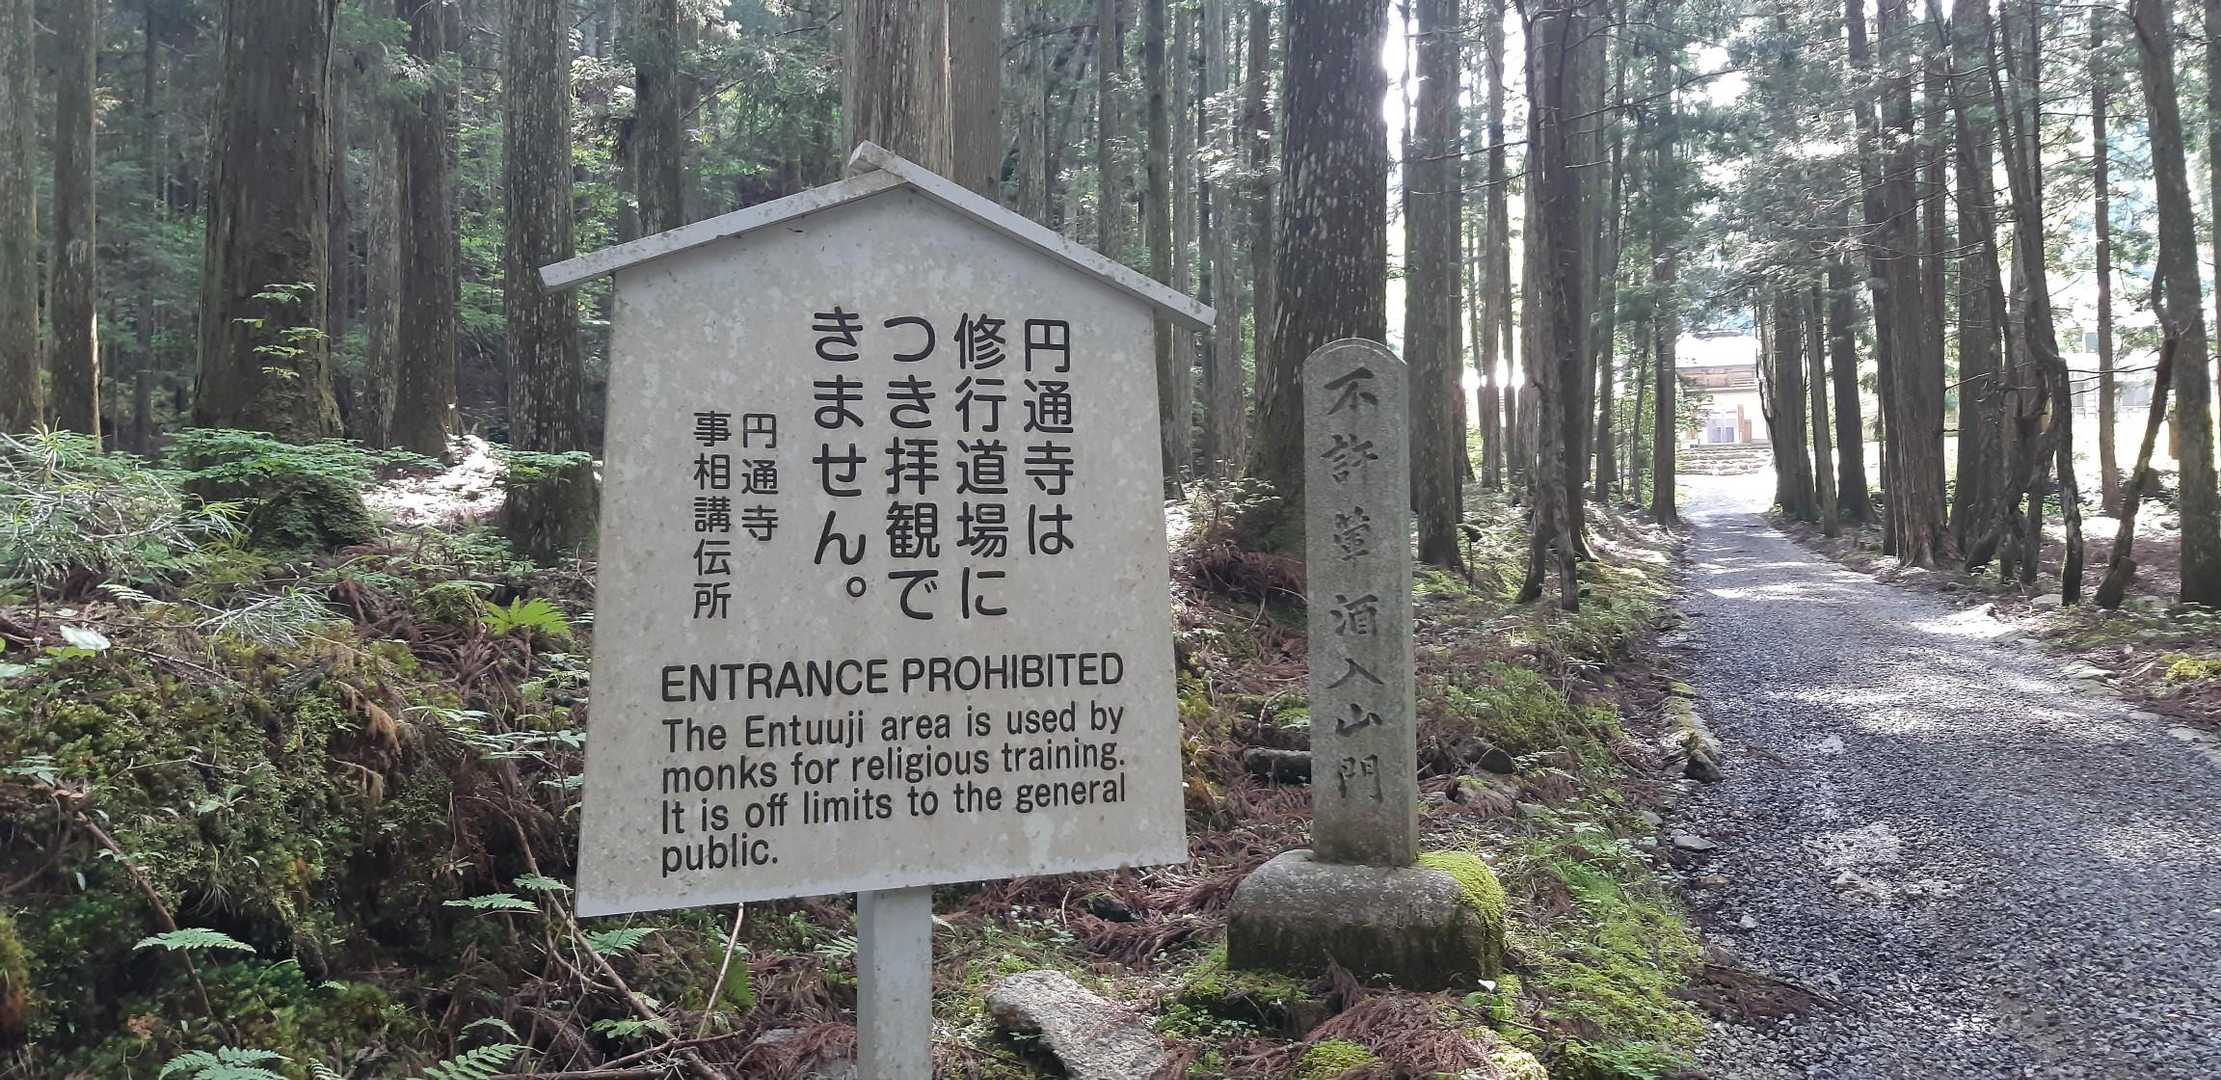 円通寺は
修行道場に
つき拝観で
きません。
円通寺
事相講伝所
ENTRANCE PROHIBITED
The Entuuji area is used by
monks for religious training.
It is off limits to the general
public.
不許葷酒入山門